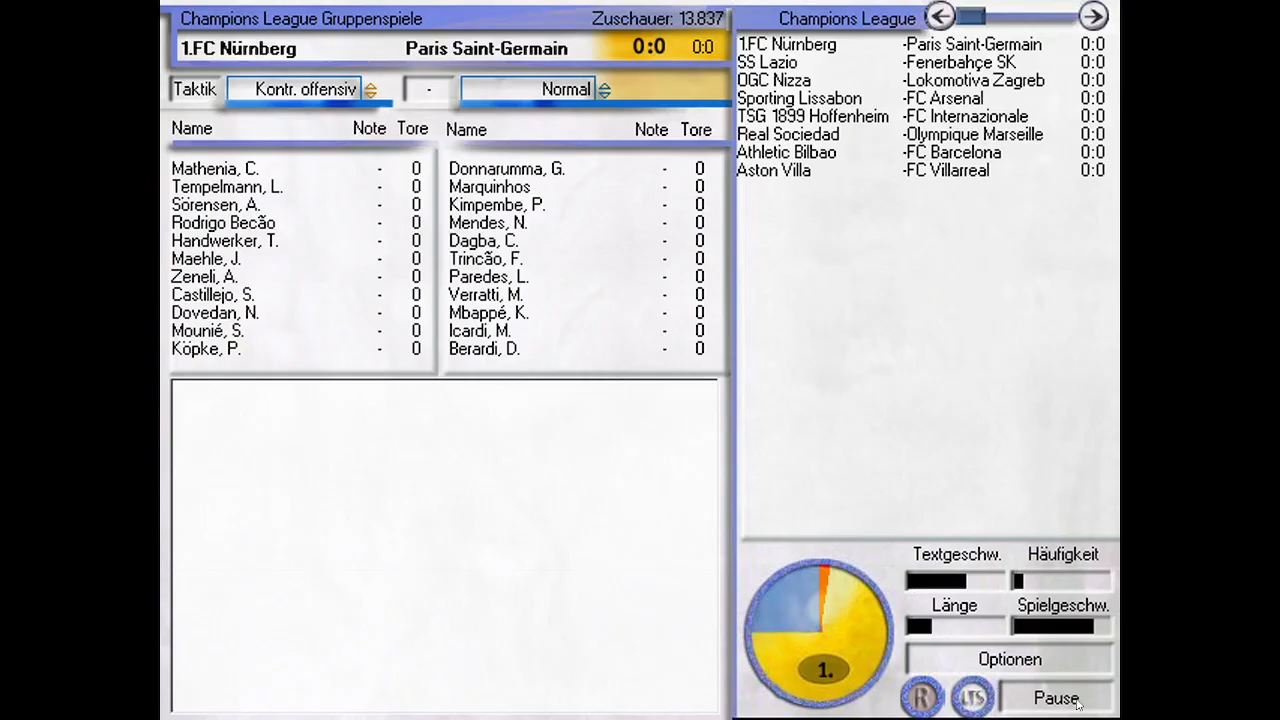 Champions League Gruppenspiele Zuschauer: 13.837
1.FC Nürnberg Paris Saint-Germain 0:0 0:0
Taktik Kontr. offensiv - Normal
Name Note Tore Name Note Tore
Mathenia, C. - 0 Donnarumma, G. - 0
Tempelmann, L. - 0 Marquinhos - 0
Sörensen, A. - 0 Kimpembe, P. - 0
Rodrigo Becão - 0 Mendes, N. - 0
Handwerker, T. - 0 Dagba, C. - 0
Maehle, J. - 0 Trincão, F. - 0
Zeneli, A. - 0 Paredes, L. - 0
Castillejo, S. - 0 Verratti, M. - 0
Dovedan, N. - 0 Mbappé, K. - 0
Mounié, S. - 0 Icardi, M. - 0
Köpke, P. - 0 Berardi, D. - 0
Champions League
1.FC Nürnberg -Paris Saint-Germain 0:0
SS Lazio -Fenerbahçe SK 0:0
OGC Nizza -Lokomotiva Zagreb 0:0
Sporting Lissabon -FC Arsenal 0:0
TSG 1899 Hoffenheim -FC Internazionale 0:0
Real Sociedad -Olympique Marseille 0:0
Athletic Bilbao -FC Barcelona 0:0
Aston Villa -FC Villarreal 0:0
Textgeschw. Häufigkeit
Länge Spielgeschw.
1.
Optionen
R LTS Pause